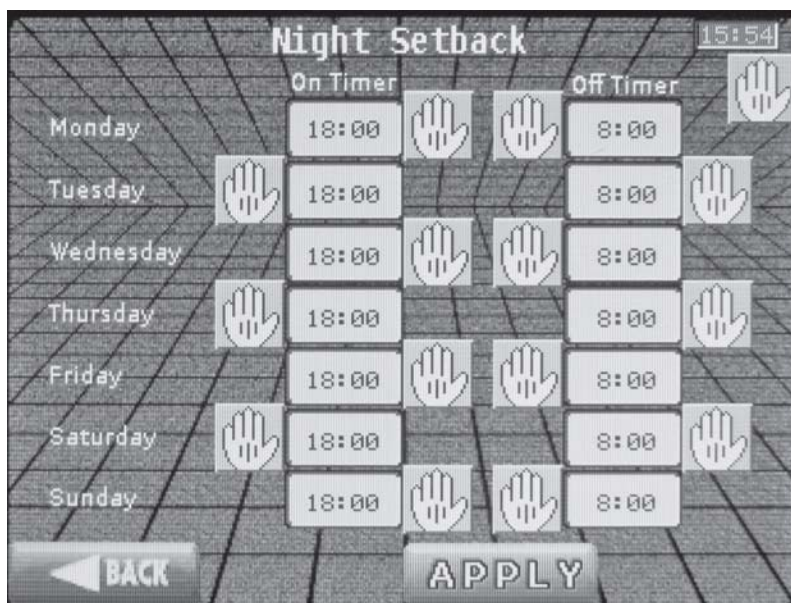 Night Setback 15:54
On Timer Off Timer
Monday 18:00 8:00
Tuesday 18:00 8:00
Wednesday 18:00 8:00
Thursday 18:00 8:00
Friday 18:00 8:00
Saturday 18:00 8:00
Sunday 18:00 8:00
BACK APPLY